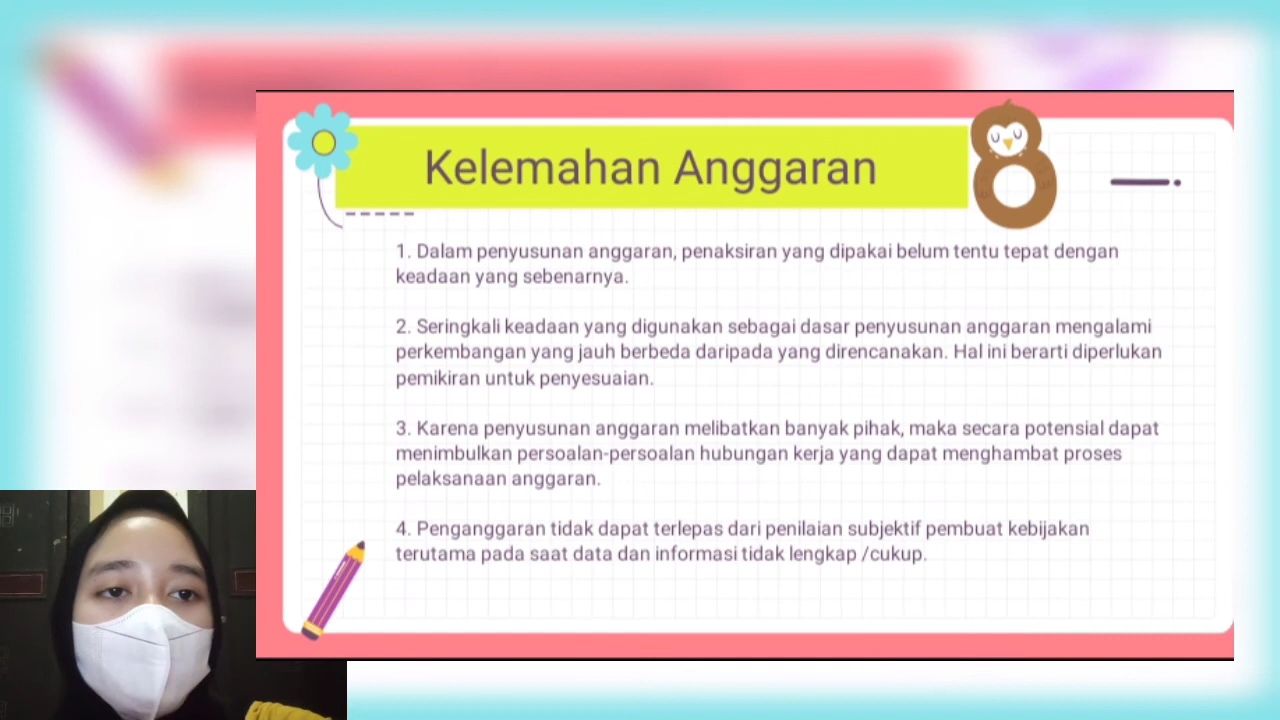 Kelemahan Anggaran
1. Dalam penyusunan anggaran, penaksiran yang dipakai belum tentu tepat dengan
keadaan yang sebenarnya.
2. Seringkali keadaan yang digunakan sebagai dasar penyusunan anggaran mengalami
perkembangan yang jauh berbeda daripada yang direncanakan. Hal ini berarti diperlukan
pemikiran untuk penyesuaian.
3. Karena penyusunan anggaran melibatkan banyak pihak, maka secara potensial dapat
menimbulkan persoalan-persoalan hubungan kerja yang dapat menghambat proses
pelaksanaan anggaran.
4. Penganggaran tidak dapat terlepas dari penilaian subjektif pembuat kebijakan
terutama pada saat data dan informasi tidak lengkap /cukup.